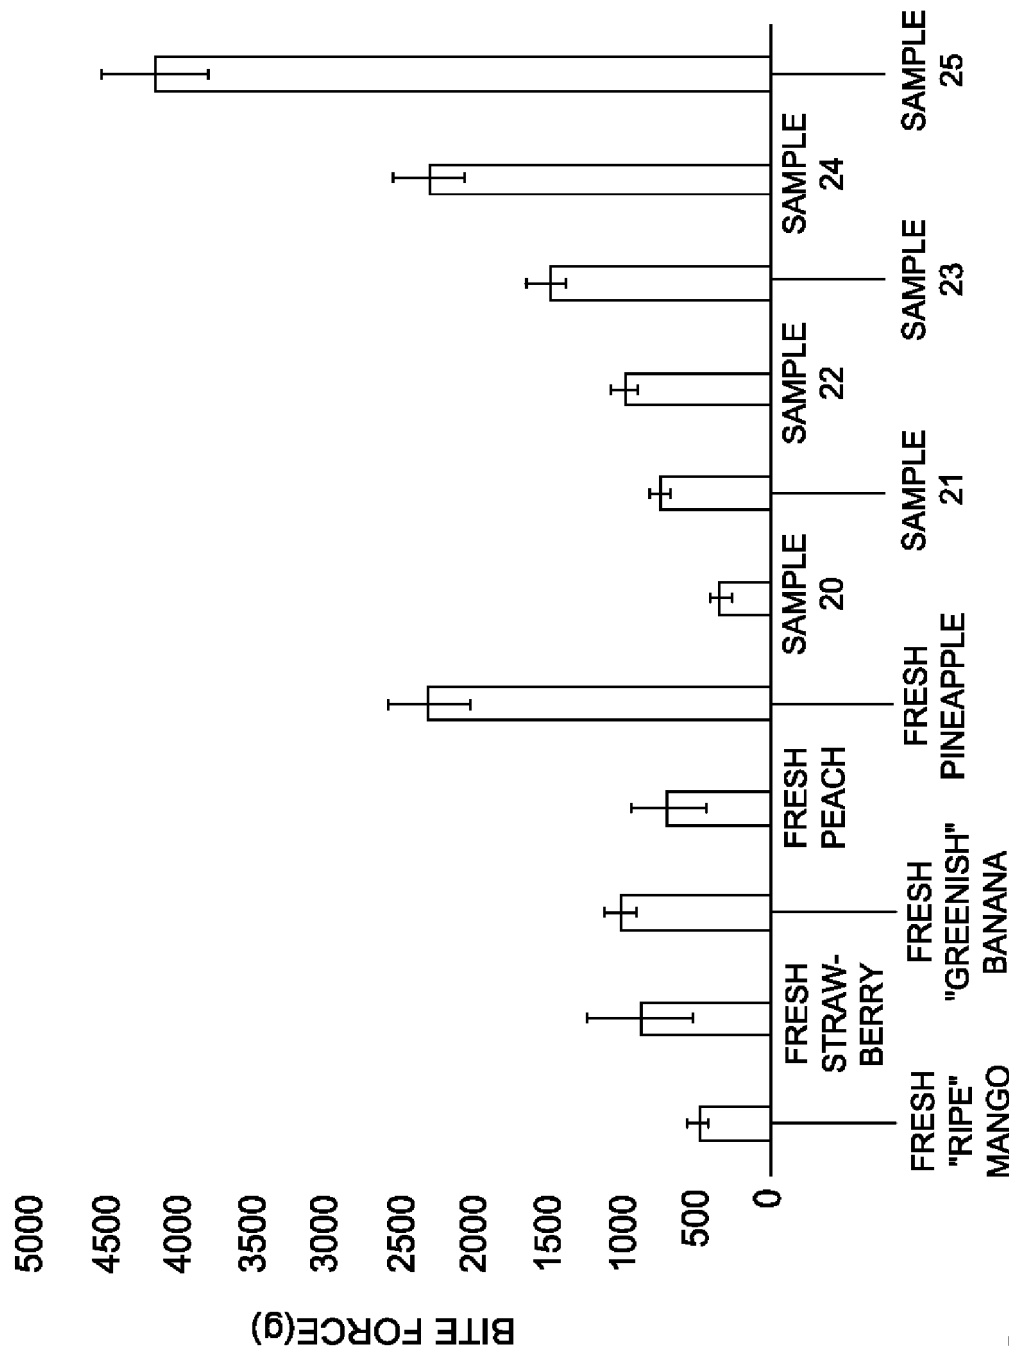 BITE FORCE(g)
5000
4500
4000
3500
3000
2500
2000
1500
1000
500
0
FRESH
"RIPE"
MANGO
FRESH
STRAW-
BERRY
FRESH
"GREENISH"
BANANA
FRESH
PEACH
FRESH
PINEAPPLE
SAMPLE
20
SAMPLE
21
SAMPLE
22
SAMPLE
23
SAMPLE
24
SAMPLE
25